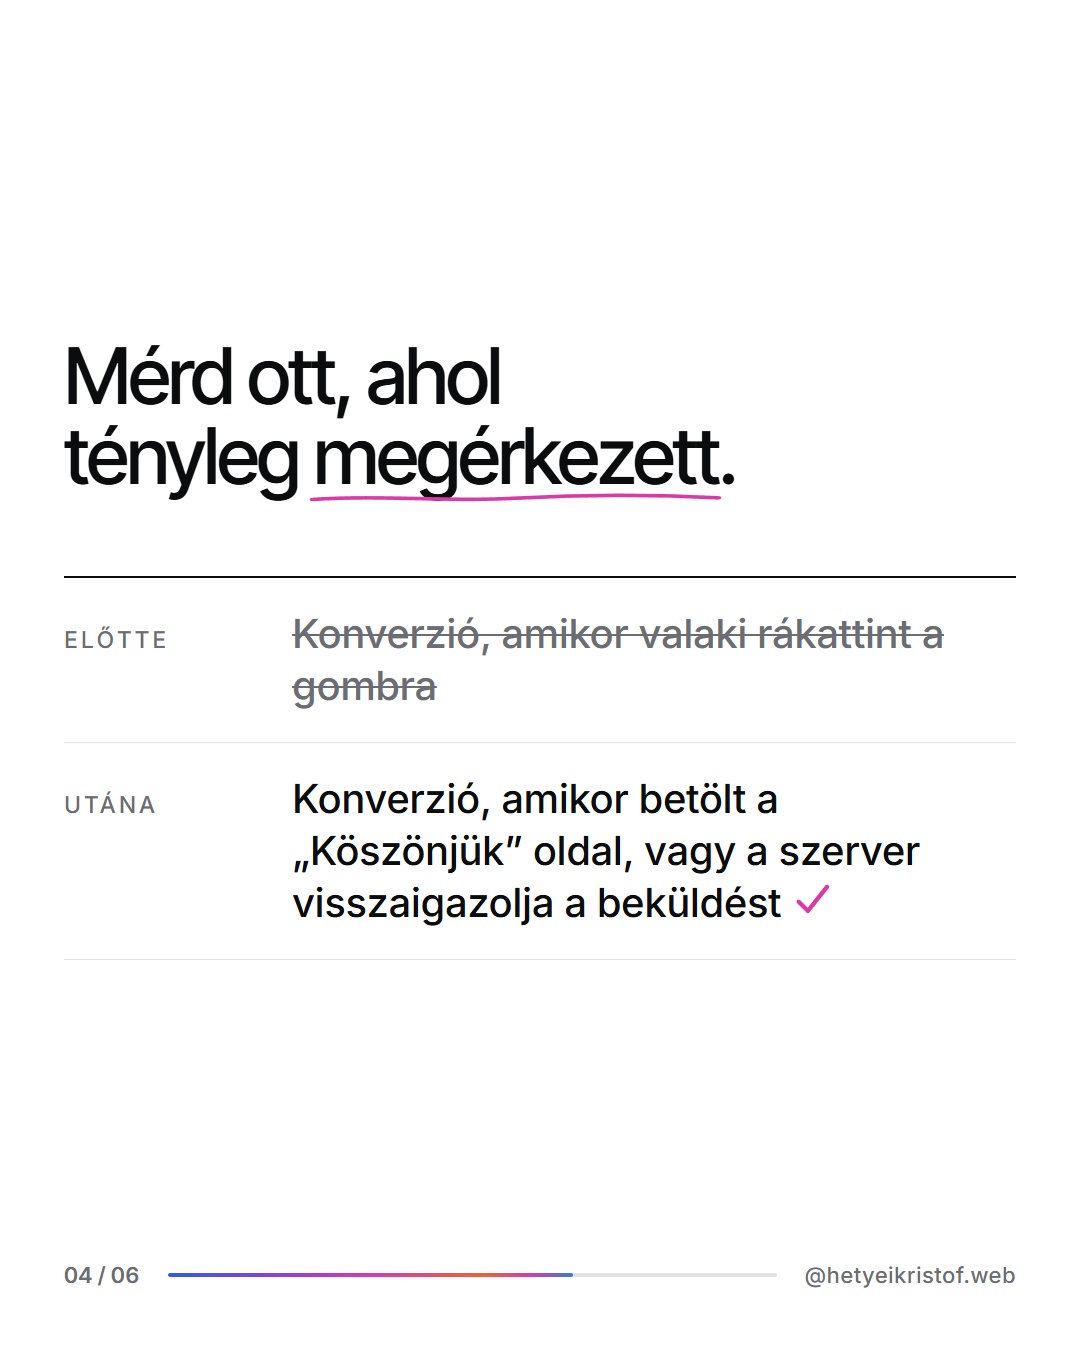 Mérd ott, ahol
tényleg megérkezett.
ELŐTTE
Konverzió, amikor valaki rákattint a
gombra
UTÁNA
Konverzió, amikor betölt a
„Köszönjük” oldal, vagy a szerver
visszaigazolja a beküldést
04 / 06
@hetyeikristof.web